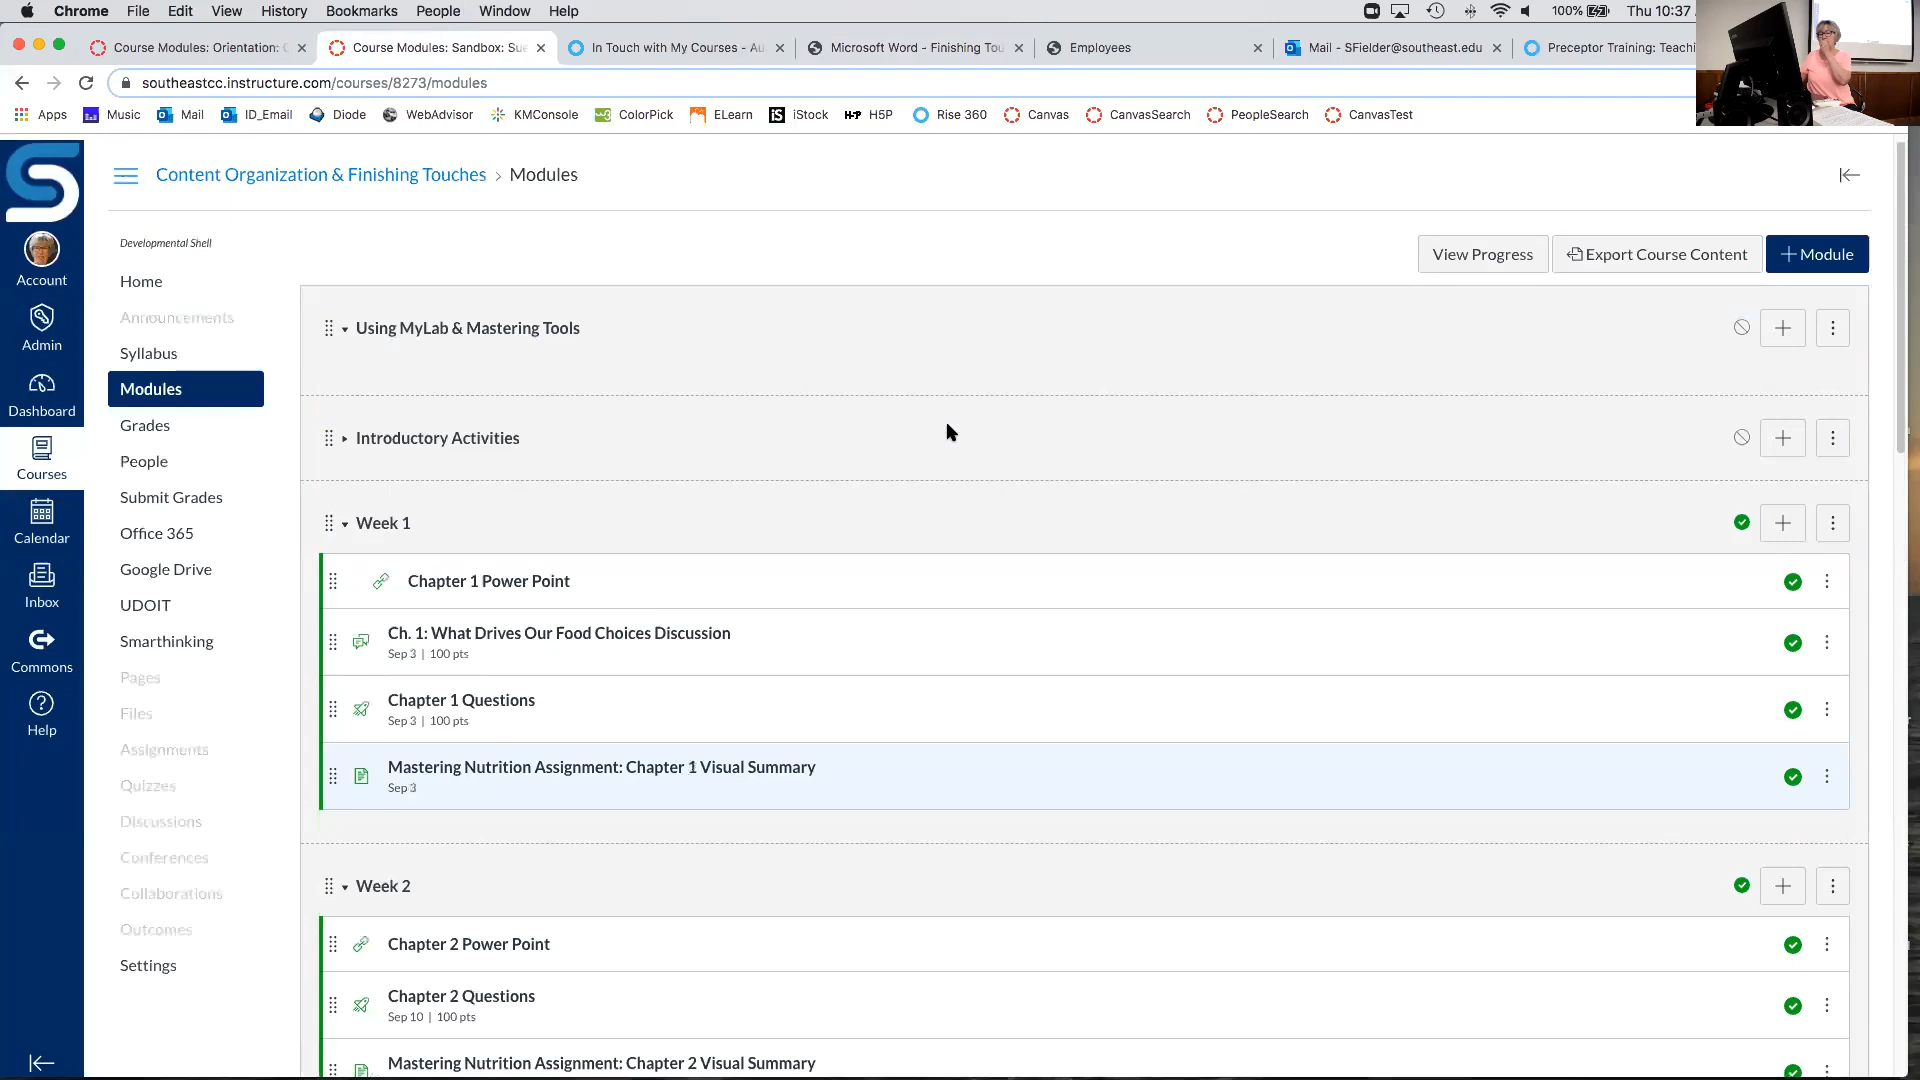 Chrome File Edit View History Bookmarks People Window Help 100% Thu 10:37
Course Modules: Orientation: Course Modules: Sandbox: Sue In Touch with My Courses - Au Microsoft Word - Finishing Tou Employees Mail - SFielder@southeast.edu Preceptor Training: Teachi
southeastcc.instructure.com/courses/8273/modules
Apps Music Mail ID_Email Diode WebAdvisor KMConsole ColorPick ELearn iStock H5P Rise 360 Canvas CanvasSearch PeopleSearch CanvasTest
Content Organization & Finishing Touches › Modules
Developmental Shell
View Progress Export Course Content + Module
Account
Admin
Dashboard
Courses
Calendar
Inbox
Commons
Help
Home
Announcements
Syllabus
Modules
Grades
People
Submit Grades
Office 365
Google Drive
UDOIT
Smarthinking
Pages
Files
Assignments
Quizzes
Discussions
Conferences
Collaborations
Outcomes
Settings
Using MyLab & Mastering Tools
Introductory Activities
Week 1
Chapter 1 Power Point
Ch. 1: What Drives Our Food Choices Discussion
Sep 3 | 100 pts
Chapter 1 Questions
Sep 3 | 100 pts
Mastering Nutrition Assignment: Chapter 1 Visual Summary
Sep 3
Week 2
Chapter 2 Power Point
Chapter 2 Questions
Sep 10 | 100 pts
Mastering Nutrition Assignment: Chapter 2 Visual Summary